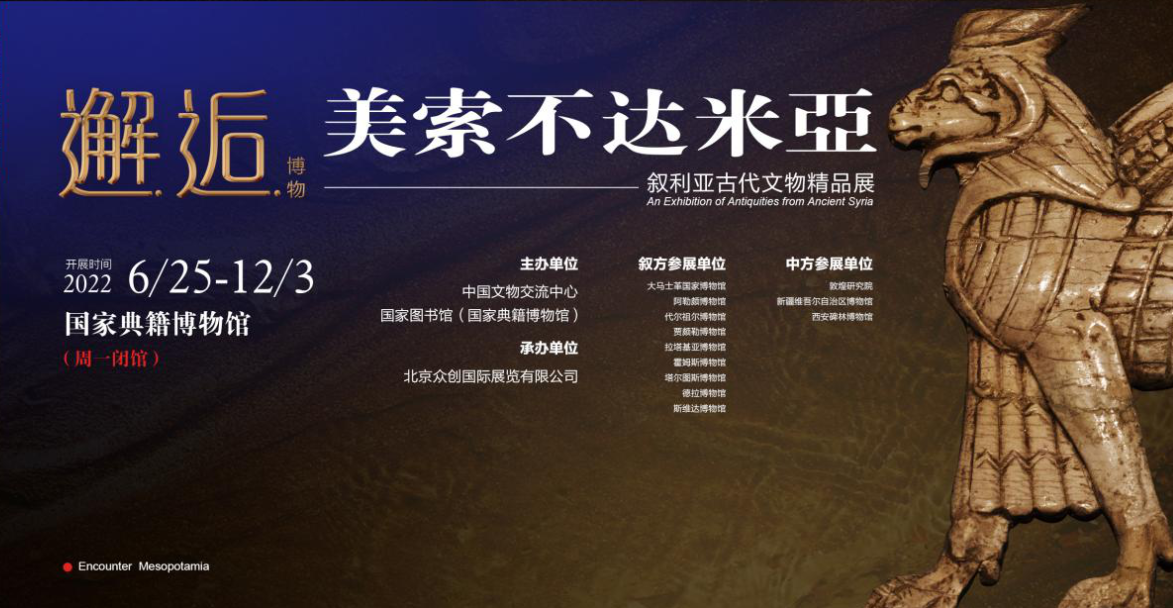 邂逅
博物
美索不达米亞
叙利亚古代文物精品展
An Exhibition of Antiquities from Ancient Syria
开展时间
2022 6/25-12/3
国家典籍博物馆
（周一闭馆）
主办单位
中国文物交流中心
国家图书馆（国家典籍博物馆）
承办单位
北京众创国际展览有限公司
叙方参展单位
大马士革国家博物馆
阿勒颇博物馆
代尔祖尔博物馆
贾颇勒博物馆
拉塔基亚博物馆
霍姆斯博物馆
塔尔图斯博物馆
德拉博物馆
斯维达博物馆
中方参展单位
敦煌研究院
新疆维吾尔自治区博物馆
西安碑林博物馆
Encounter Mesopotamia